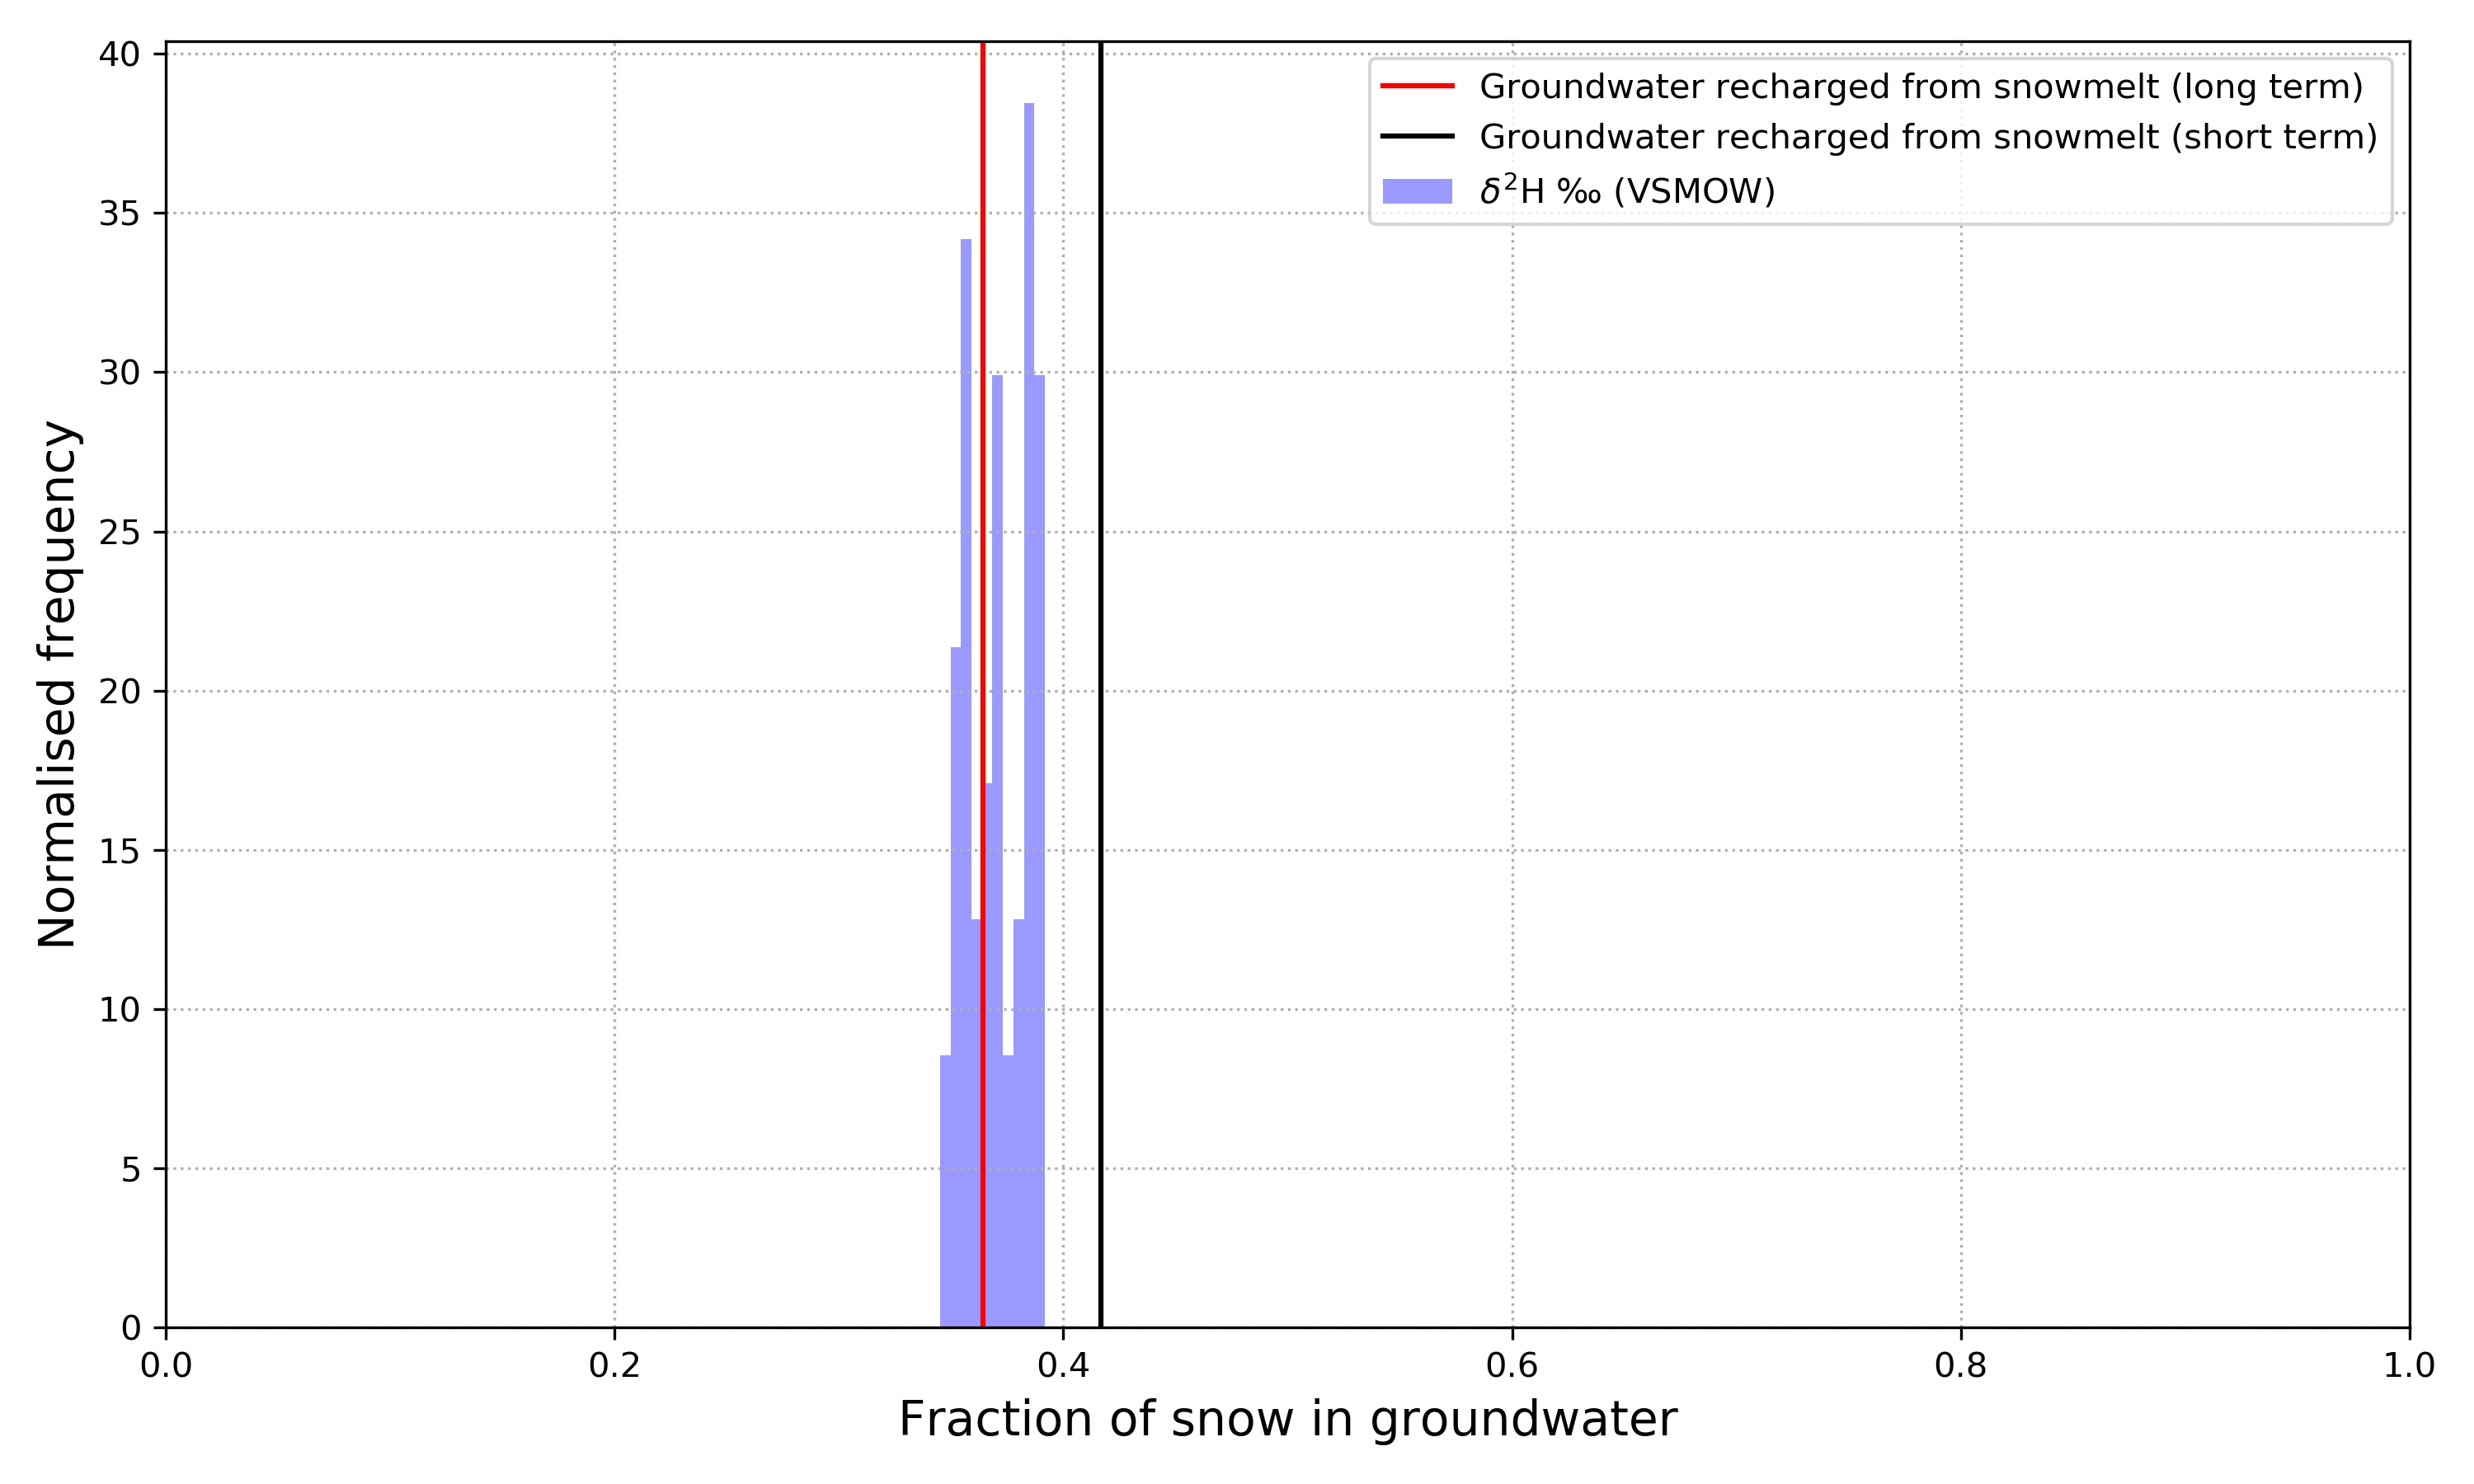 40
35
30
25
20
15
10
5
0
Normalised frequency
Groundwater recharged from snowmelt (long term)
Groundwater recharged from snowmelt (short term)
δ²H ‰ (VSMOW)
0.0 0.2 0.4 0.6 0.8 1.0
Fraction of snow in groundwater